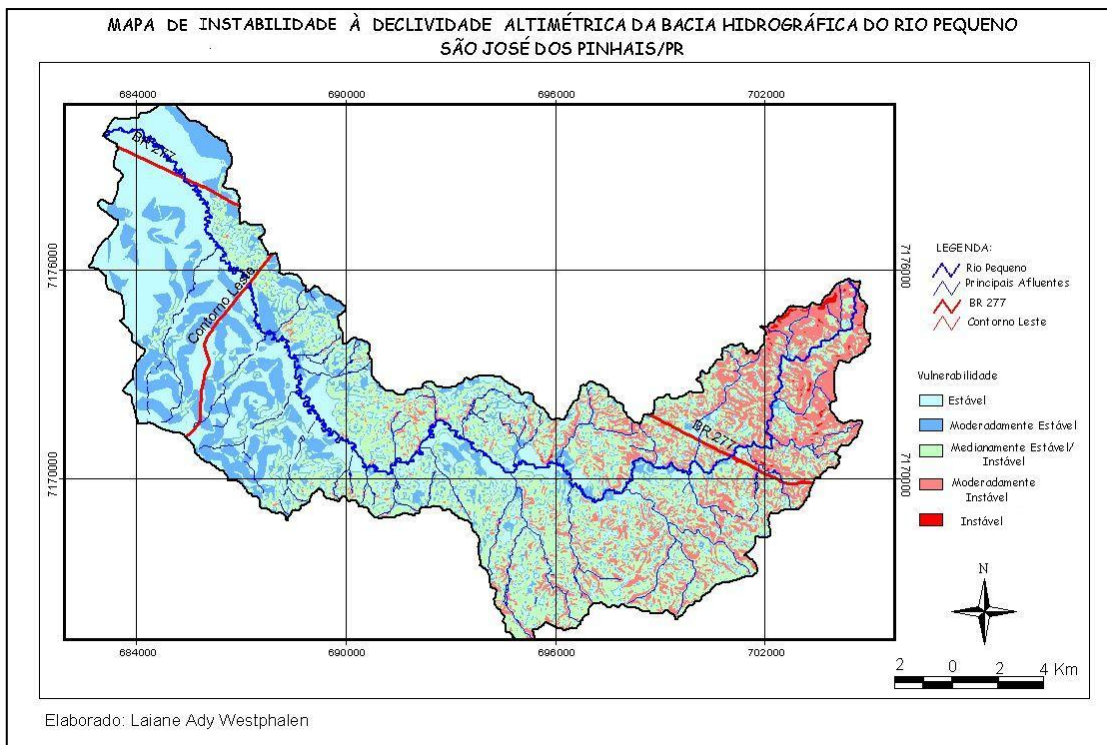 MAPA DE INSTABILIDADE À DECLIVIDADE ALTIMÉTRICA DA BACIA HIDROGRÁFICA DO RIO PEQUENO
SÃO JOSÉ DOS PINHAIS/PR
684000 690000 696000 702000
BR 277
7176000 7176000
Contorno Leste
BR 277
7170000 7170000
684000 690000 696000 702000
LEGENDA:
Rio Pequeno
Principais Afluentes
BR 277
Contorno Leste
Vulnerabilidade
Estável
Moderadamente Estável
Medianamente Estável/
Instável
Moderadamente
Instável
Instável
N
2 0 2 4 Km
Elaborado: Laiane Ady Westphalen